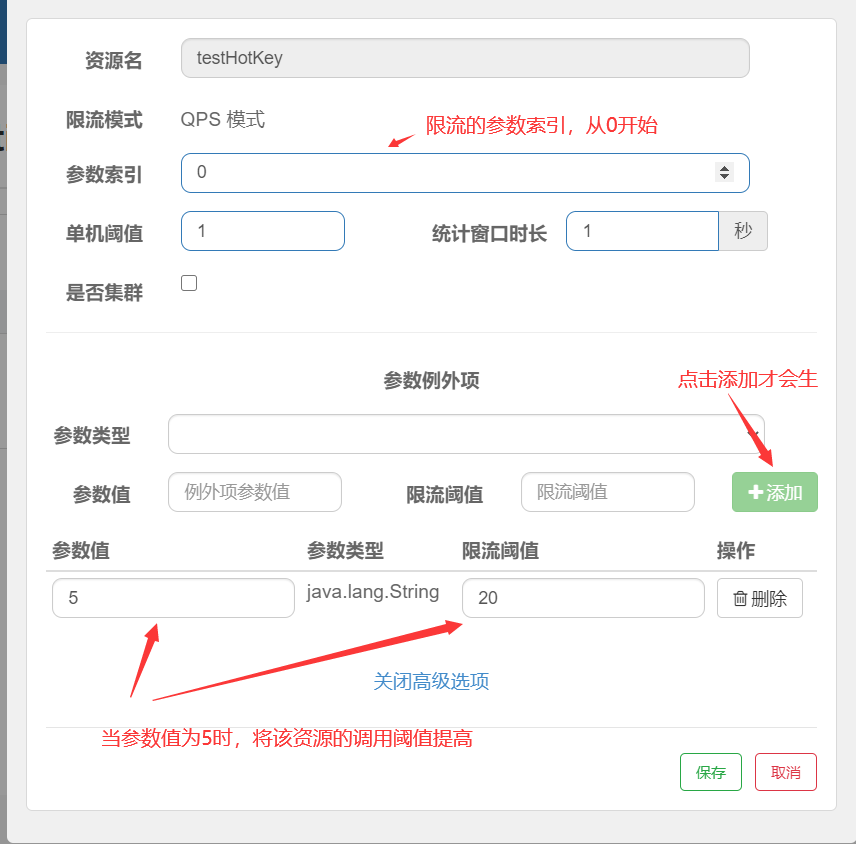 资源名 testHotKey
限流模式 QPS 模式
限流的参数索引，从0开始
参数索引 0
单机阈值 1 统计窗口时长 1 秒
是否集群
参数例外项
点击添加才会生
参数类型
参数值 例外项参数值 限流阈值 限流阈值 添加
参数值 参数类型 限流阈值 操作
5 java.lang.String 20 删除
关闭高级选项
当参数值为5时，将该资源的调用阈值提高
保存 取消